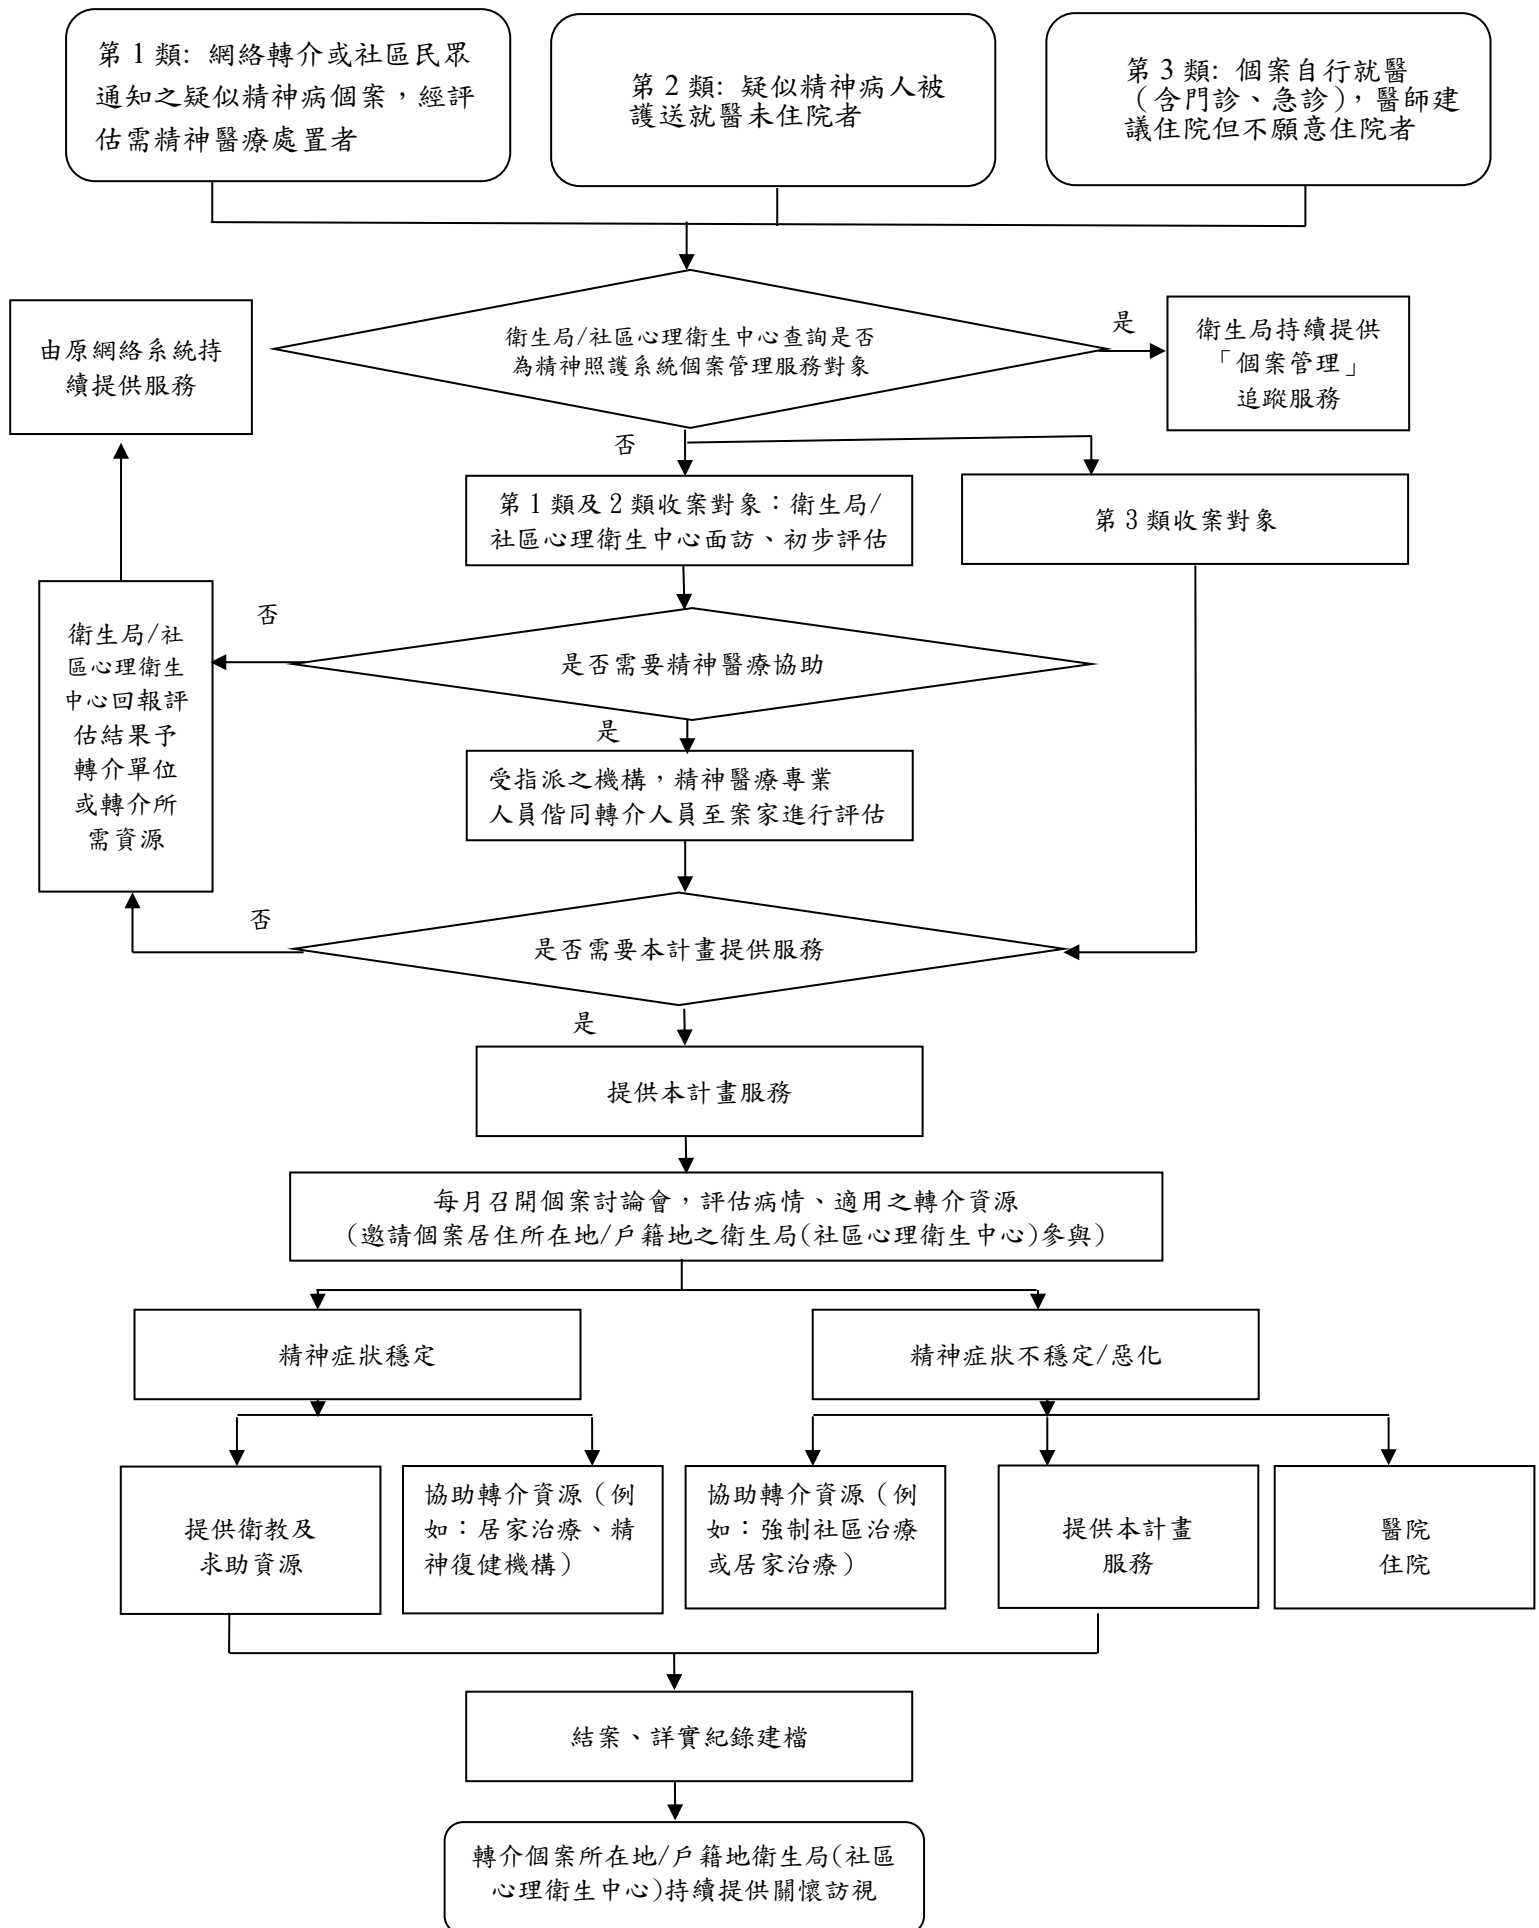 第 1 類: 網絡轉介或社區民眾
通知之疑似精神病個案，經評
估需精神醫療處置者
第 2 類: 疑似精神病人被
護送就醫未住院者
第 3 類: 個案自行就醫
（含門診、急診），醫師建
議住院但不願意住院者
衛生局/社區心理衛生中心查詢是否
為精神照護系統個案管理服務對象
是
衛生局持續提供
「個案管理」
追蹤服務
由原網絡系統持
續提供服務
否
第 1 類及 2 類收案對象：衛生局/
社區心理衛生中心面訪、初步評估
第 3 類收案對象
否
是否需要精神醫療協助
衛生局/社
區心理衛生
中心回報評
估結果予
轉介單位
或轉介所
需資源
是
受指派之機構，精神醫療專業
人員偕同轉介人員至案家進行評估
否
是否需要本計畫提供服務
是
提供本計畫服務
每月召開個案討論會，評估病情、適用之轉介資源
(邀請個案居住所在地/戶籍地之衛生局(社區心理衛生中心)參與)
精神症狀穩定
精神症狀不穩定/惡化
提供衛教及
求助資源
協助轉介資源（例
如：居家治療、精
神復健機構）
協助轉介資源（例
如：強制社區治療
或居家治療）
提供本計畫
服務
醫院
住院
結案、詳實紀錄建檔
轉介個案所在地/戶籍地衛生局(社區
心理衛生中心)持續提供關懷訪視